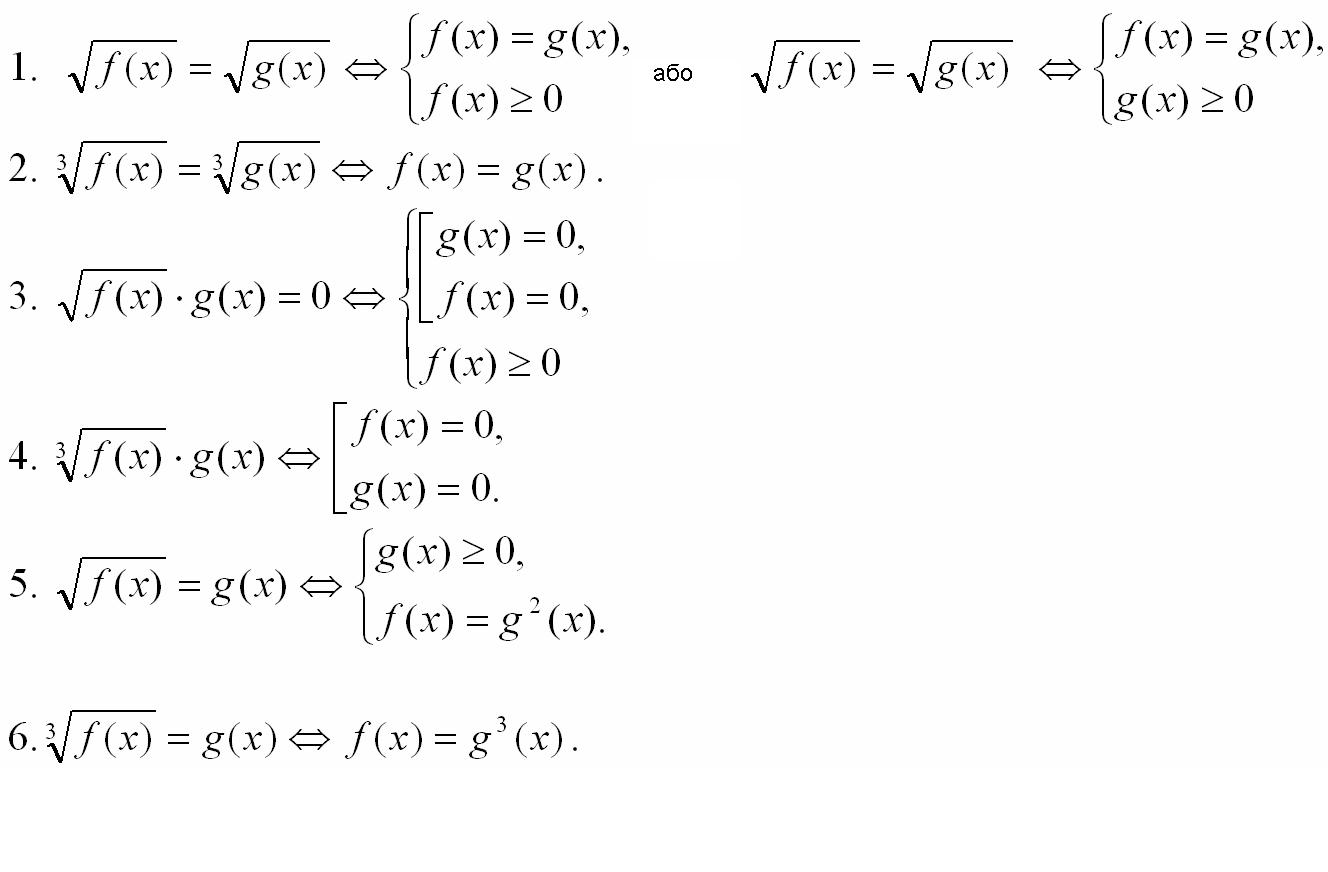 1. √f(x) = √g(x) ⇔ { f(x) = g(x), f(x) ≥ 0 або √f(x) = √g(x) ⇔ { f(x) = g(x), g(x) ≥ 0
2. ∛f(x) = ∛g(x) ⇔ f(x) = g(x).
3. √f(x) · g(x) = 0 ⇔ { [ g(x) = 0, f(x) = 0, f(x) ≥ 0
4. ∛f(x) · g(x) ⇔ [ f(x) = 0, g(x) = 0.
5. √f(x) = g(x) ⇔ { g(x) ≥ 0, f(x) = g²(x).
6. ∛f(x) = g(x) ⇔ f(x) = g³(x).